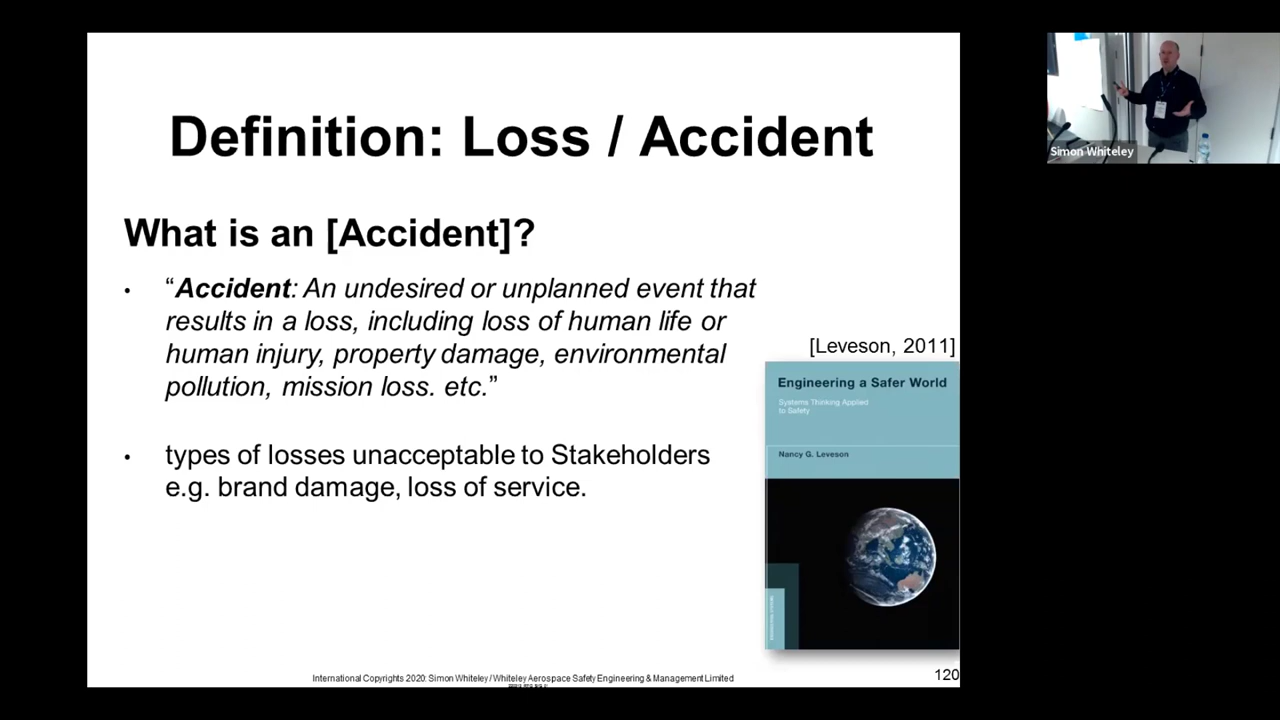 Definition: Loss / Accident
What is an [Accident]?
• “Accident: An undesired or unplanned event that
results in a loss, including loss of human life or
human injury, property damage, environmental
pollution, mission loss. etc.”
• types of losses unacceptable to Stakeholders
e.g. brand damage, loss of service.
[Leveson, 2011]
Engineering a Safer World
Systems Thinking Applied
to Safety
Nancy G. Leveson
International Copyrights 2020: Simon Whiteley / Whiteley Aerospace Safety Engineering & Management Limited
120
Simon Whiteley